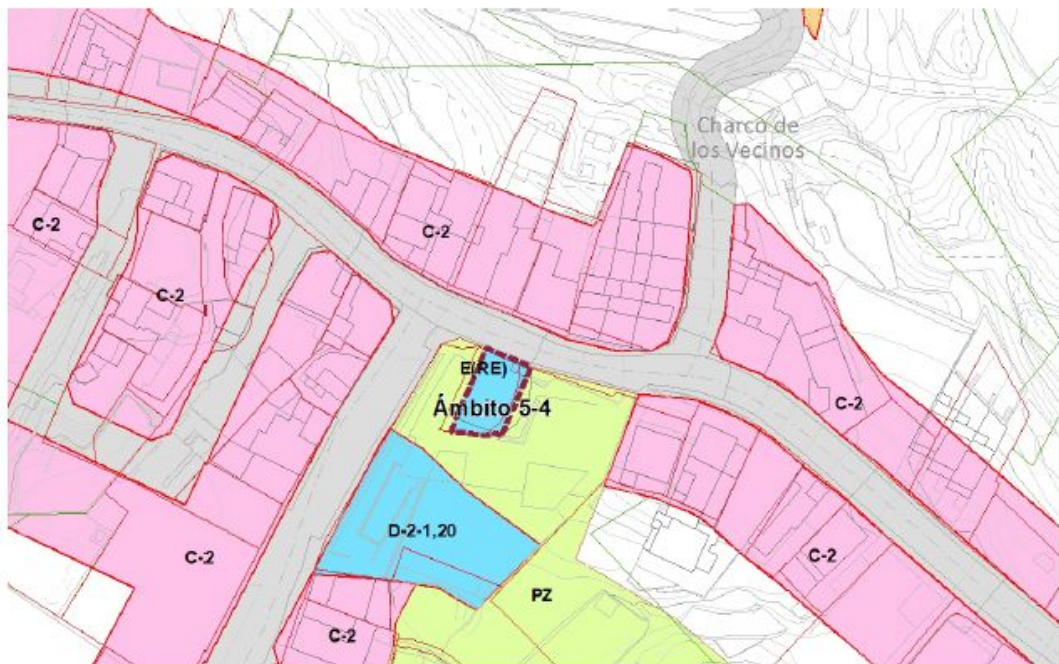 Charco de
los Vecinos
C-2
C-2
C-2
E(RE)
Ámbito 5-4
C-2
D-2-1,20
C-2
C-2
PZ
C-2